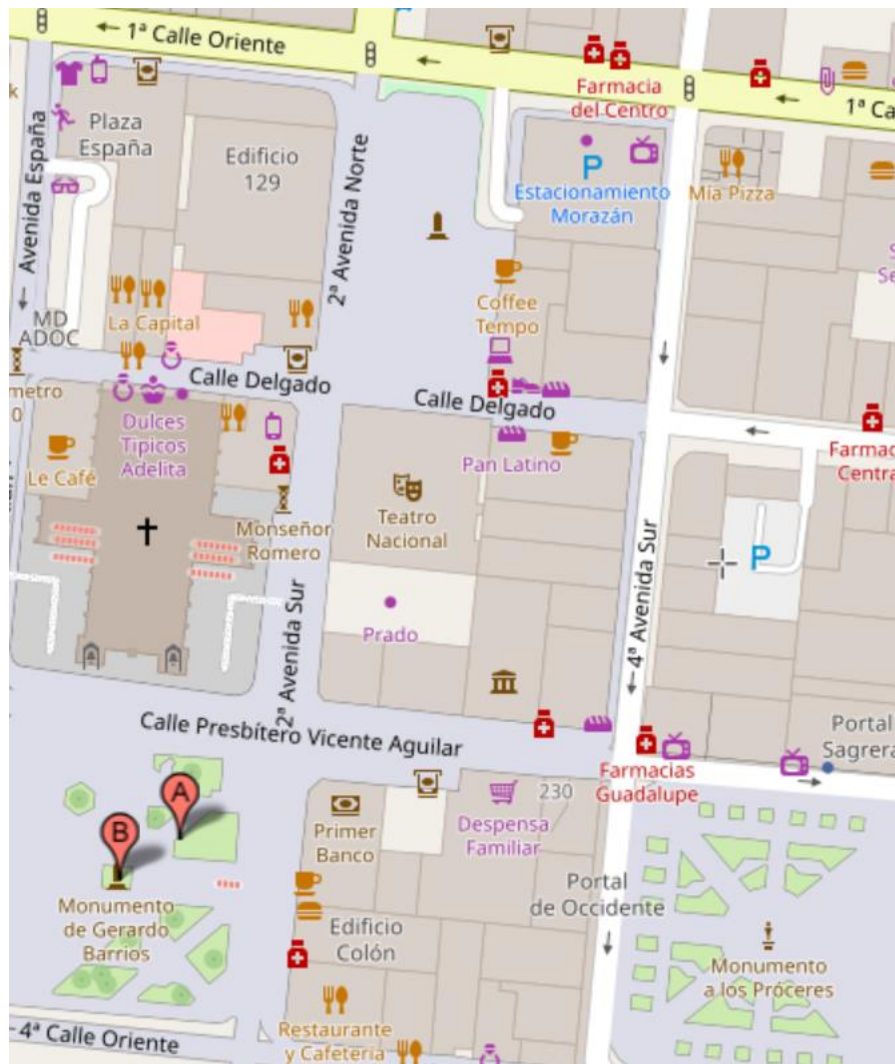 1ª Calle Oriente
Farmacia
del Centro
1ª Ca
Avenida España
Plaza
España
Edificio
129
2ª Avenida Norte
P
Estacionamiento
Morazán
Mía Pizza
S
Se
k
MD
ADOC
La Capital
Coffee
Tempo
metro
0
Calle Delgado
Calle Delgado
Dulces
Típicos
Adelita
Le Café
Pan Latino
Farmac
Centra
Monseñor
Romero
Teatro
Nacional
4ª Avenida Sur
P
2ª Avenida Sur
Prado
Calle Presbítero Vicente Aguilar
Portal
Sagrera
Farmacias
Guadalupe
230
A
B
Primer
Banco
Despensa
Familiar
Monumento
de Gerardo
Barrios
Edificio
Colón
Portal
de Occidente
Monumento
a los Próceres
4ª Calle Oriente
Restaurante
y Cafetería